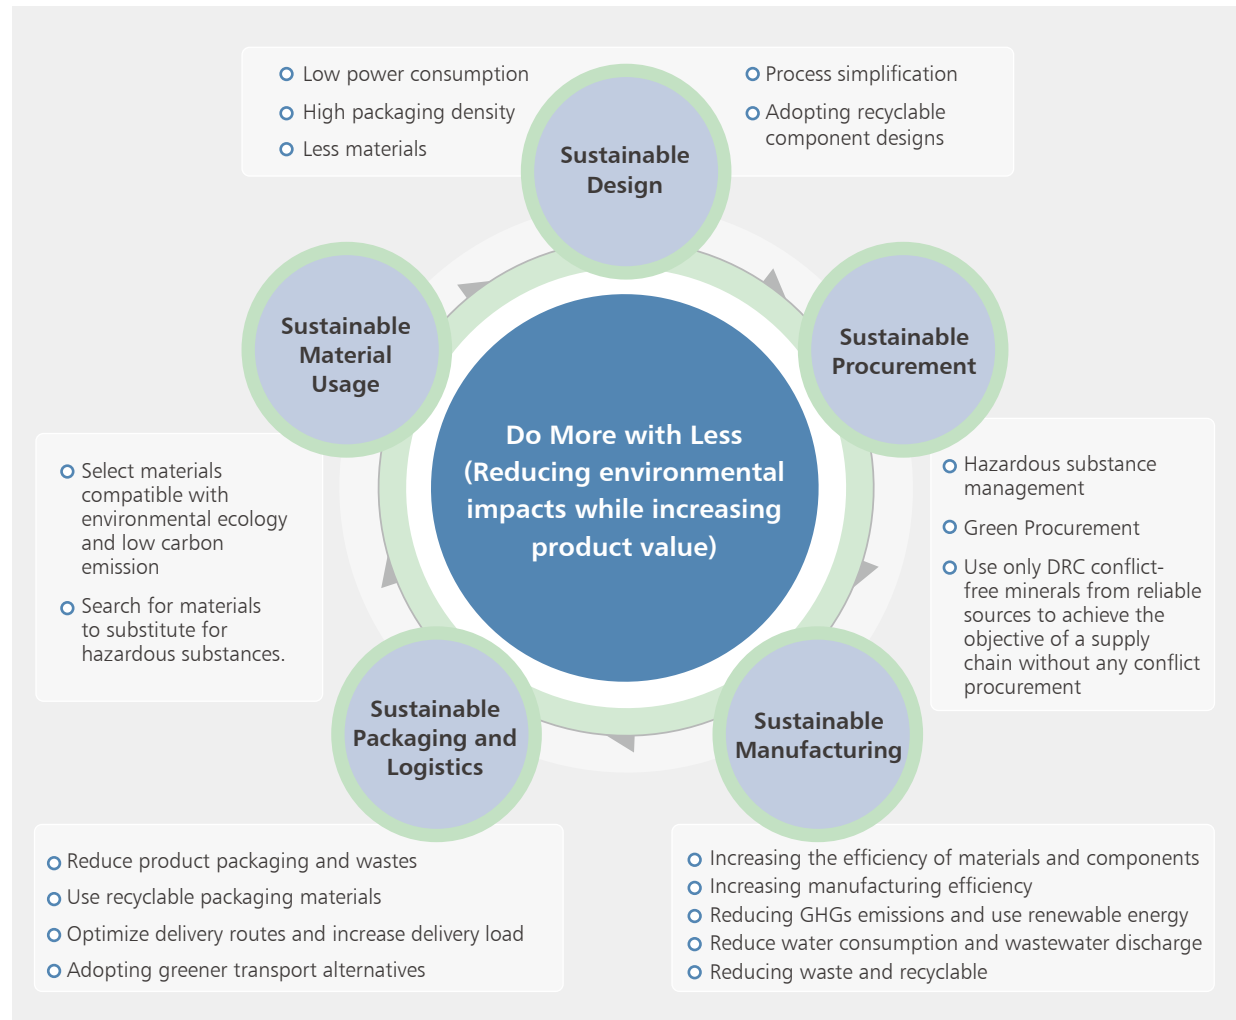 Low power consumption
High packaging density
Less materials
Process simplification
Adopting recyclable
component designs
Sustainable
Design
Sustainable
Material
Usage
Sustainable
Procurement
Do More with Less
(Reducing environmental
impacts while increasing
product value)
Select materials
compatible with
environmental ecology
and low carbon
emission
Search for materials
to substitute for
hazardous substances.
Hazardous substance
management
Green Procurement
Use only DRC conflict-
free minerals from reliable
sources to achieve the
objective of a supply
chain without any conflict
procurement
Sustainable
Packaging and
Logistics
Sustainable
Manufacturing
Reduce product packaging and wastes
Use recyclable packaging materials
Optimize delivery routes and increase delivery load
Adopting greener transport alternatives
Increasing the efficiency of materials and components
Increasing manufacturing efficiency
Reducing GHGs emissions and use renewable energy
Reduce water consumption and wastewater discharge
Reducing waste and recyclable